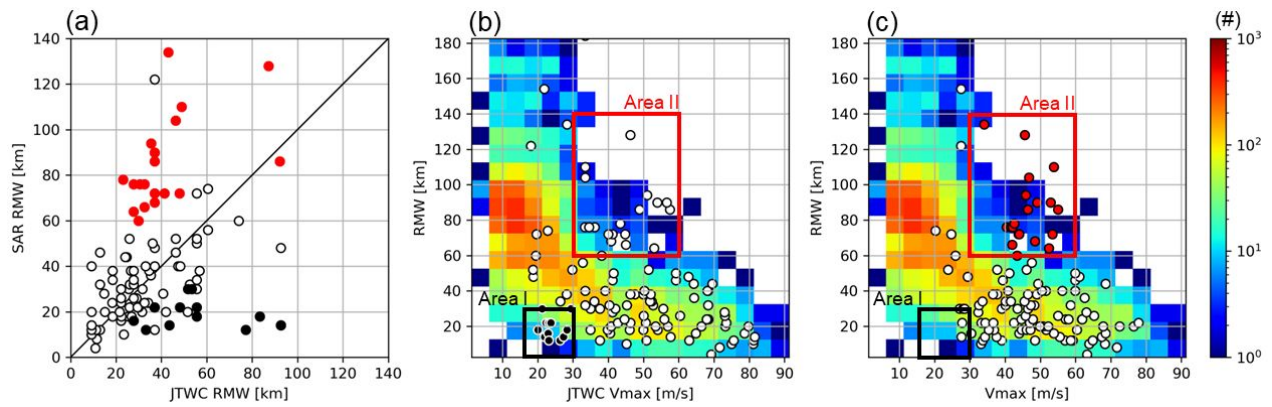 (a)
140
120
100
80
60
40
20
0
SAR RMW [km]
0 20 40 60 80 100 120 140
JTWC RMW [km]
(b)
180
160
140
120
100
80
60
40
20
RMW [km]
Area II
Area I
10 20 30 40 50 60 70 80 90
JTWC Vmax [m/s]
(c)
180
160
140
120
100
80
60
40
20
RMW [km]
Area II
Area I
10 20 30 40 50 60 70 80 90
Vmax [m/s]
(#)
10³
10²
10¹
10⁰